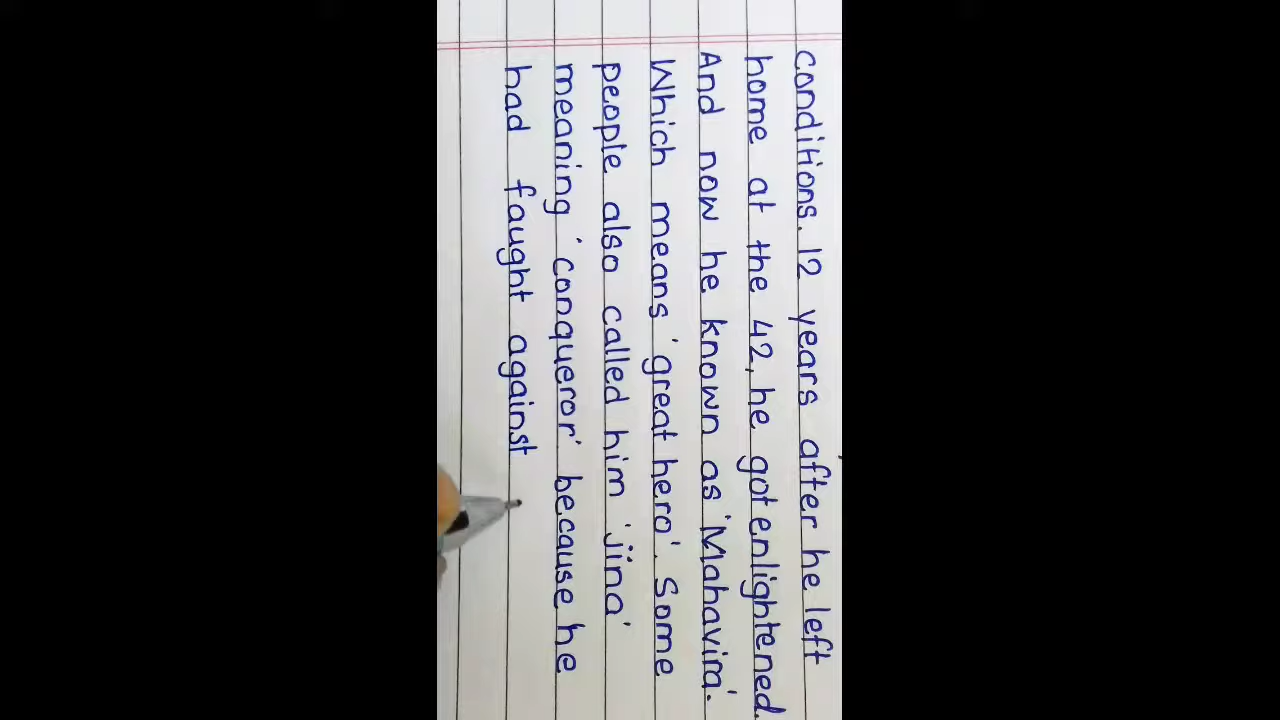 conditions. 12 years after he left
home at the 42, he got enlightened.
And now he known as 'Mahavira'.
Which means 'great hero'. Some
people also called him 'jina'
meaning 'conqueror' because he
had faught against